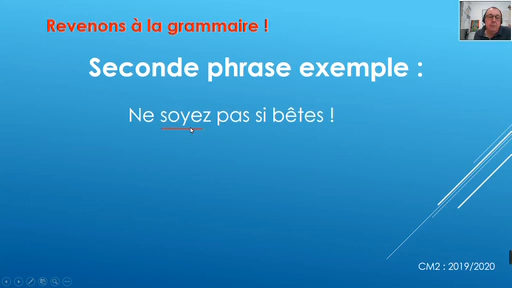 Revenons à la grammaire !
Seconde phrase exemple :
Ne soyez pas si bêtes !
CM2 : 2019/2020